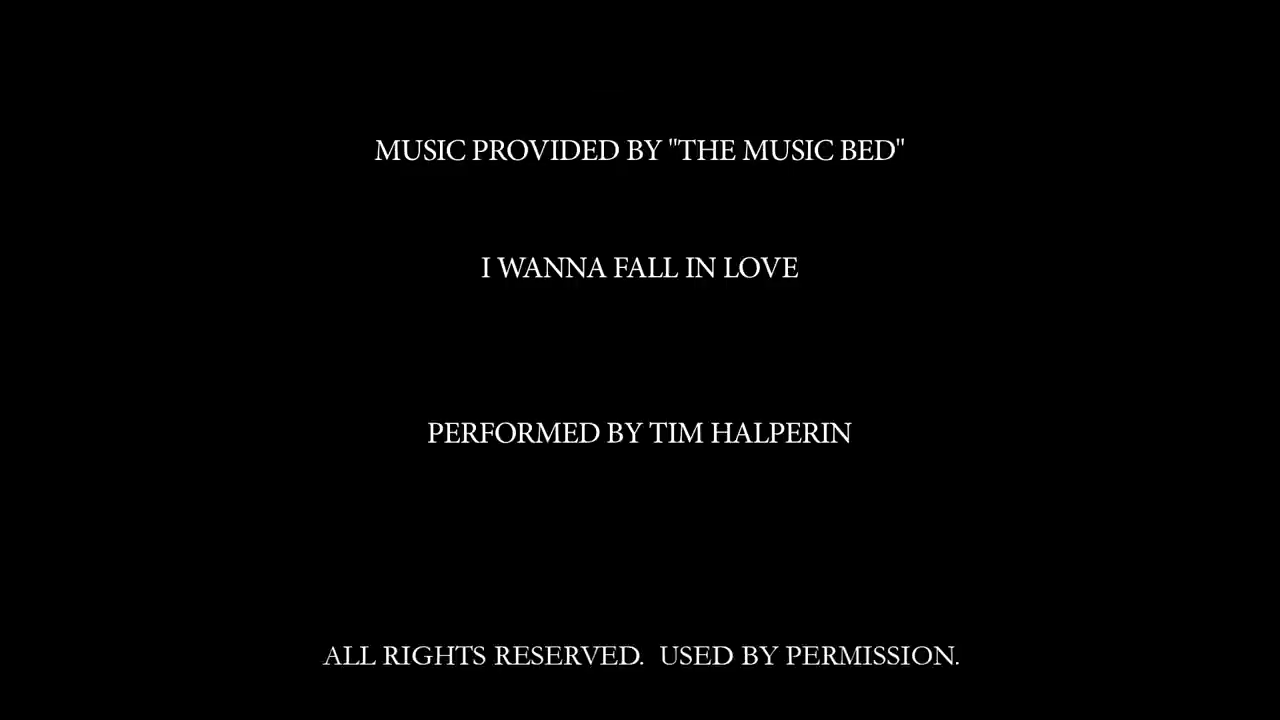 MUSIC PROVIDED BY "THE MUSIC BED"
I WANNA FALL IN LOVE
PERFORMED BY TIM HALPERIN
ALL RIGHTS RESERVED.  USED BY PERMISSION.